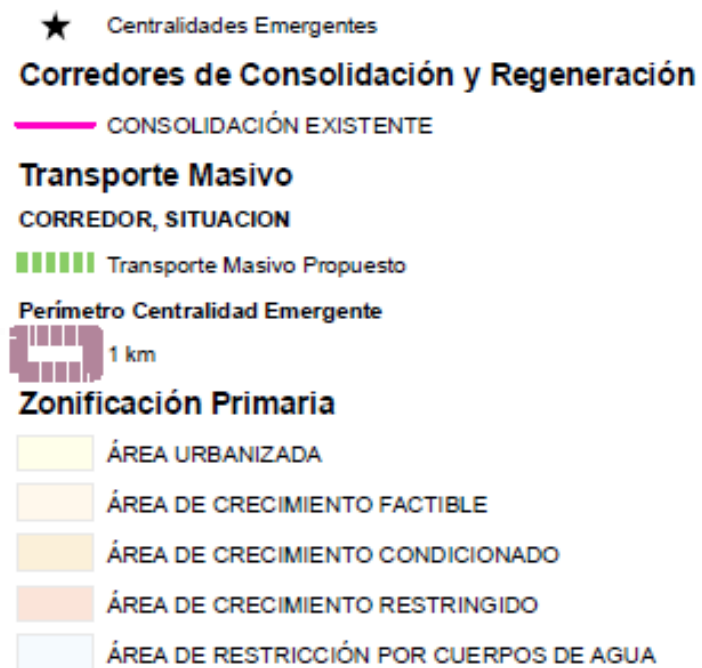 Centralidades Emergentes
Corredores de Consolidación y Regeneración
CONSOLIDACIÓN EXISTENTE
Transporte Masivo
CORREDOR, SITUACION
Transporte Masivo Propuesto
Perímetro Centralidad Emergente
1 km
Zonificación Primaria
ÁREA URBANIZADA
ÁREA DE CRECIMIENTO FACTIBLE
ÁREA DE CRECIMIENTO CONDICIONADO
ÁREA DE CRECIMIENTO RESTRINGIDO
ÁREA DE RESTRICCIÓN POR CUERPOS DE AGUA